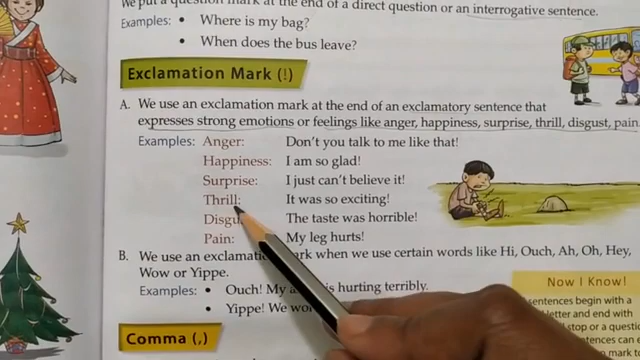 We put a question mark at the end of a direct question or an interrogative sentence.
Examples: • Where is my bag?
• When does the bus leave?
Exclamation Mark (!)
A. We use an exclamation mark at the end of an exclamatory sentence that
expresses strong emotions or feelings like anger, happiness, surprise, thrill, disgust, pain.
Examples: Anger: Don't you talk to me like that!
Happiness: I am so glad!
Surprise: I just can't believe it!
Thrill: It was so exciting!
Disgu The taste was horrible!
Pain: My leg hurts!
B. We use an exclamati mark when we use certain words like Hi, Ouch, Ah, Oh, Hey,
Wow or Yippe.
Examples: • Ouch! My is hurting terribly.
• Yippe! We wo
Comma (,)
Now I Know!
sentences begin with a
letter and end with
stop or a question